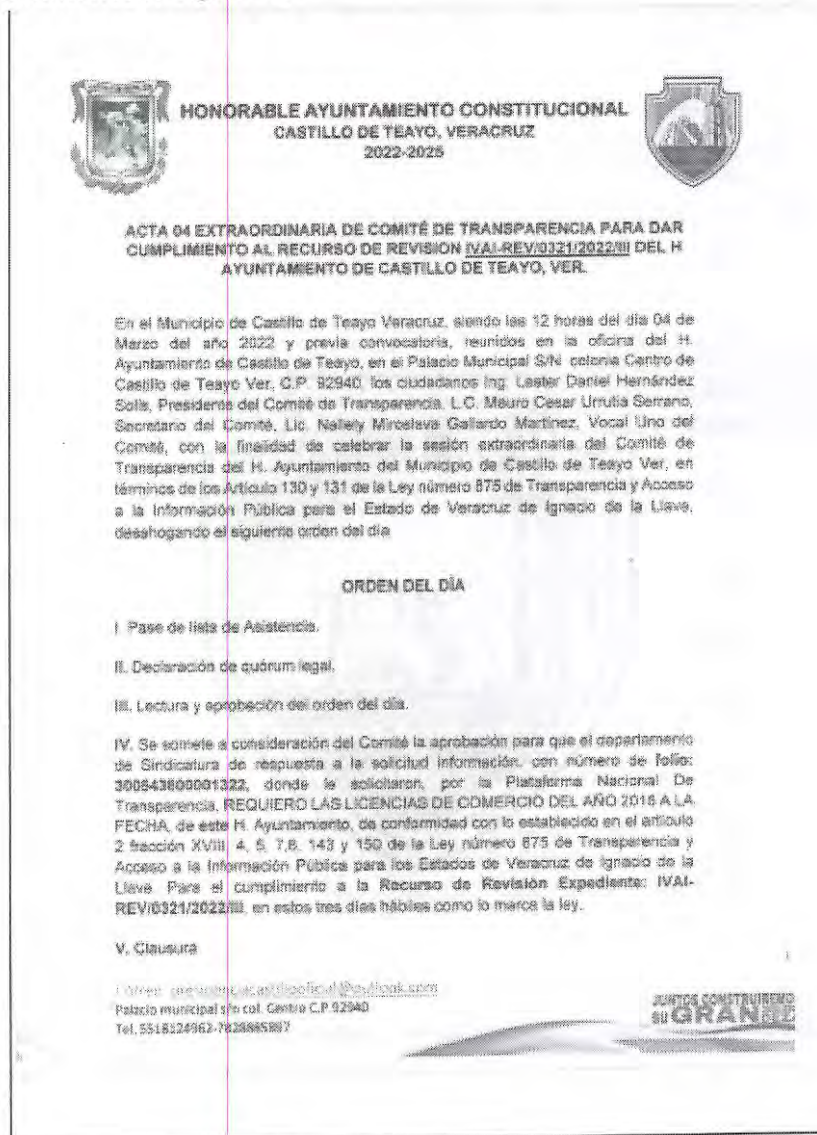 HONORABLE AYUNTAMIENTO CONSTITUCIONAL
CASTILLO DE TEAYO, VERACRUZ
2022-2025
ACTA 04 EXTRAORDINARIA DE COMITÉ DE TRANSPARENCIA PARA DAR
CUMPLIMIENTO AL RECURSO DE REVISION IVAI-REV/0321/2022/III DEL H
AYUNTAMIENTO DE CASTILLO DE TEAYO, VER.
En el Municipio de Castillo de Teayo Veracruz, siendo las 12 horas del día 04 de
Marzo del año 2022 y previa convocatoria, reunidos en la oficina del H.
Ayuntamiento de Castillo de Teayo, en el Palacio Municipal S/N colonia Centro de
Castillo de Teayo Ver, C.P. 92940, los ciudadanos Ing. Lester Daniel Hernández
Solis, Presidente del Comité de Transparencia, L.C. Mauro Cesar Urrutia Serrano,
Secretario del Comité, Lic. Nallely Miroslava Gallardo Martínez, Vocal Uno del
Comité, con la finalidad de celebrar la sesión extraordinaria del Comité de
Transparencia del H. Ayuntamiento del Municipio de Castillo de Teayo Ver, en
términos de los Artículo 130 y 131 de la Ley número 875 de Transparencia y Acceso
a la Información Pública para el Estado de Veracruz de Ignacio de la Llave,
desahogando el siguiente orden del día
ORDEN DEL DÍA
I. Pase de lista de Asistencia.
II. Declaración de quórum legal.
III. Lectura y aprobación del orden del día.
IV. Se somete a consideración del Comité la aprobación para que el departamento
de Sindicatura de respuesta a la solicitud información, con número de folio:
300543800001322, donde le solicitaron, por la Plataforma Nacional De
Transparencia, REQUIERO LAS LICENCIAS DE COMERCIO DEL AÑO 2018 A LA
FECHA, de este H. Ayuntamiento, de conformidad con lo establecido en el artículo
2 fracción XVIII, 4, 5, 7,8, 143 y 150 de la Ley número 875 de Transparencia y
Acceso a la Información Pública para los Estados de Veracruz de Ignacio de la
Llave. Para el cumplimiento a la Recurso de Revisión Expediente: IVAI-
REV/0321/2022/III, en estos tres días hábiles como lo marca la ley.
V. Clausura
Palacio municipal s/n col. Centro C.P 92940
Tel.
JUNTOS CONSTRUIREMO
SU GRAN